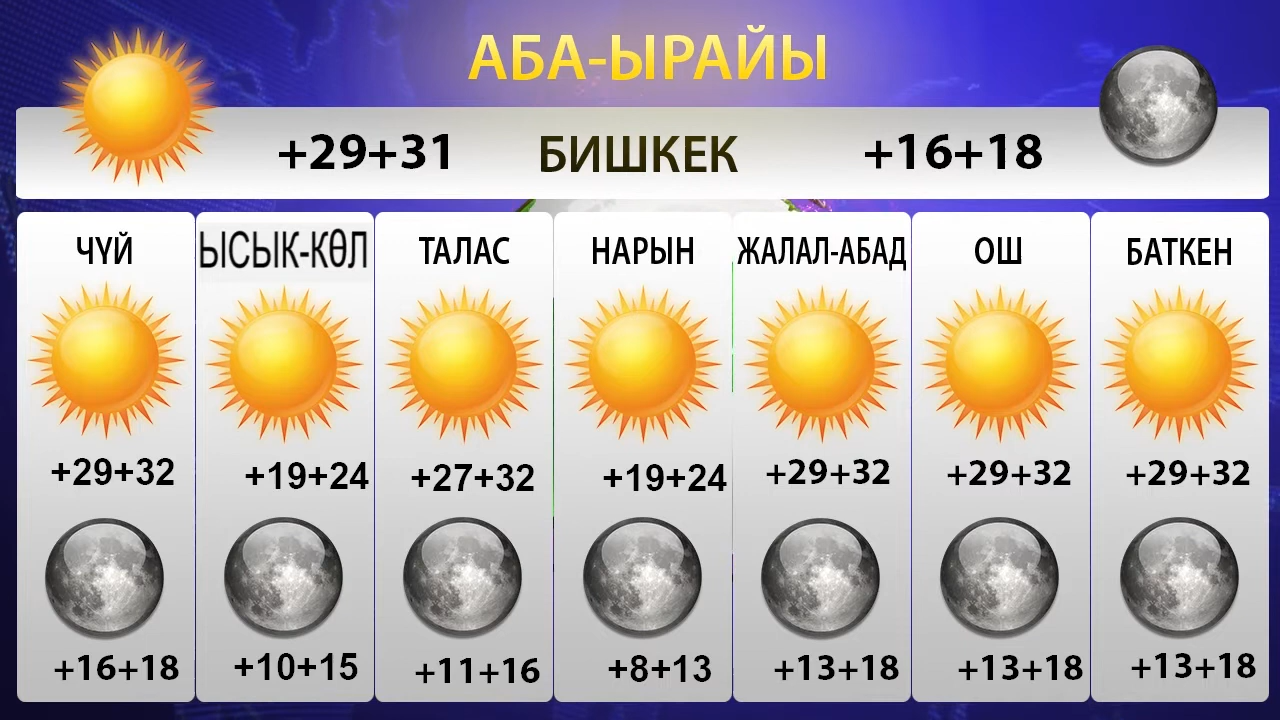 АБА-ЫРАЙЫ
+29+31 БИШКЕК +16+18
ЧҮЙ ЫСЫК-КӨЛ ТАЛАС НАРЫН ЖАЛАЛ-АБАД ОШ БАТКЕН
+29+32 +19+24 +27+32 +19+24 +29+32 +29+32 +29+32
+16+18 +10+15 +11+16 +8+13 +13+18 +13+18 +13+18